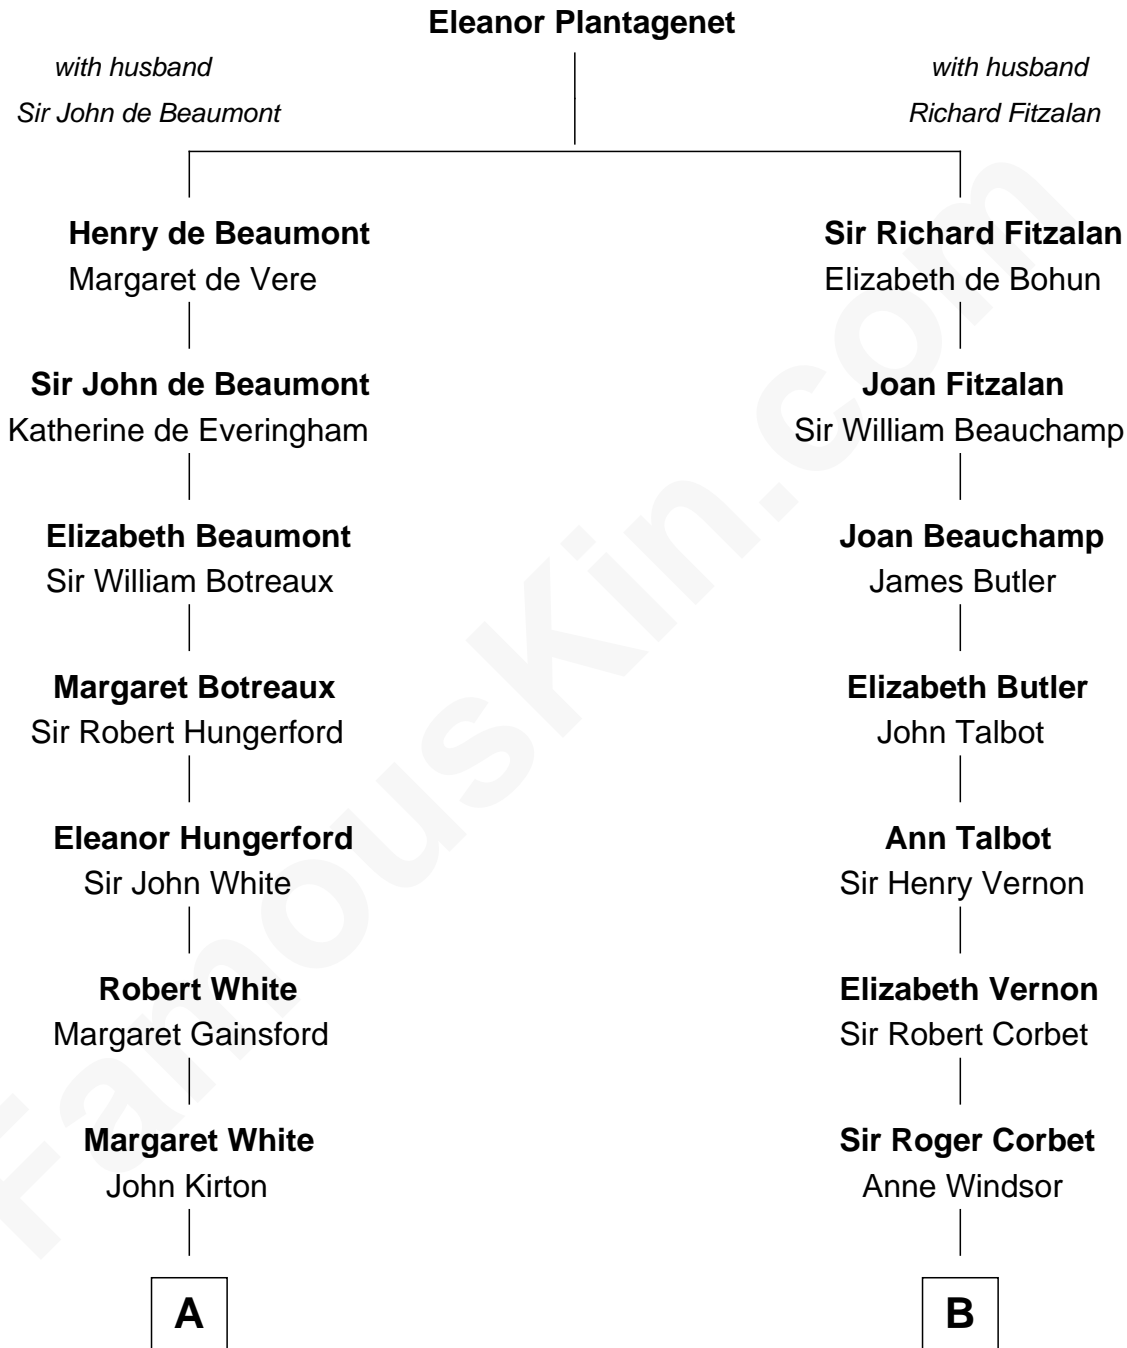 Eleanor Plantagenet
with husband
Sir John de Beaumont
with husband
Richard Fitzalan
Henry de Beaumont
Margaret de Vere
Sir Richard Fitzalan
Elizabeth de Bohun
Sir John de Beaumont
Katherine de Everingham
Joan Fitzalan
Sir William Beauchamp
Elizabeth Beaumont
Sir William Botreaux
Joan Beauchamp
James Butler
Margaret Botreaux
Sir Robert Hungerford
Elizabeth Butler
John Talbot
Eleanor Hungerford
Sir John White
Ann Talbot
Sir Henry Vernon
Robert White
Margaret Gainsford
Elizabeth Vernon
Sir Robert Corbet
Margaret White
John Kirton
Sir Roger Corbet
Anne Windsor
A
B
FamousKin.com